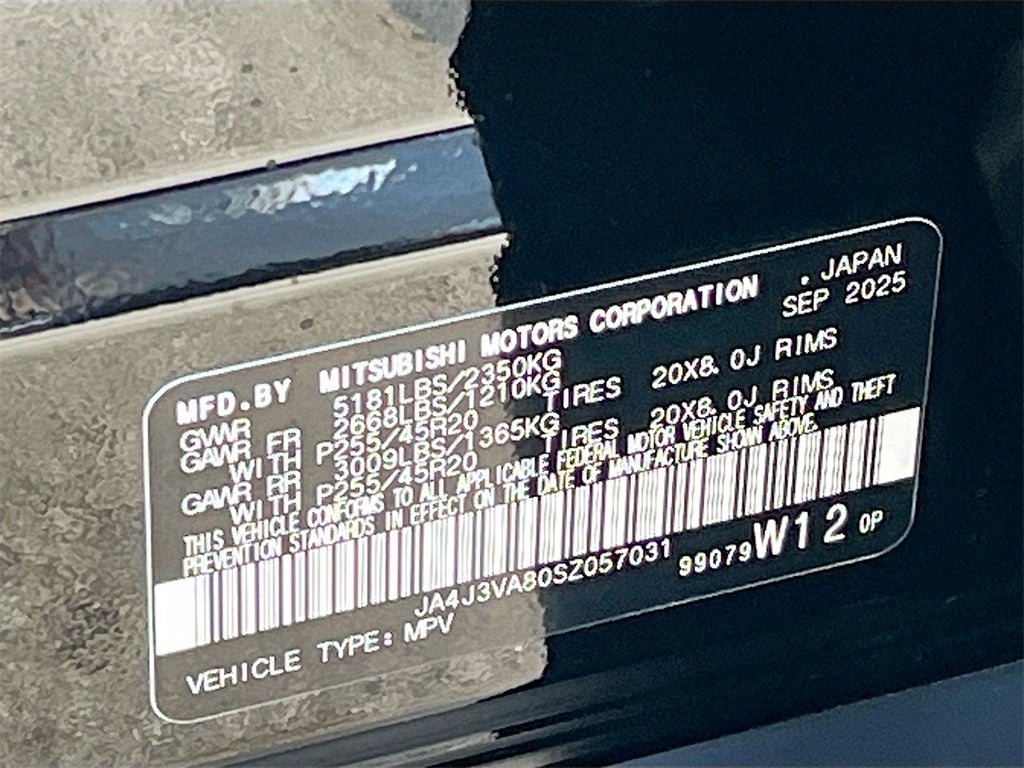 MFD.BY MITSUBISHI MOTORS CORPORATION . JAPAN
SEP 2025
GVWR 5181LBS/2350KG
GAWR FR 2668LBS/1210KG
WITH P255/45R20 TIRES 20X8.0J RIMS
GAWR RR 3009LBS/1365KG
WITH P255/45R20 TIRES 20X8.0J RIMS
THIS VEHICLE CONFORMS TO ALL APPLICABLE FEDERAL MOTOR VEHICLE SAFETY AND THEFT
PREVENTION STANDARDS IN EFFECT ON THE DATE OF MANUFACTURE SHOWN ABOVE.
JA4J3VA80SZ057031 99079 W12 OP
VEHICLE TYPE: MPV